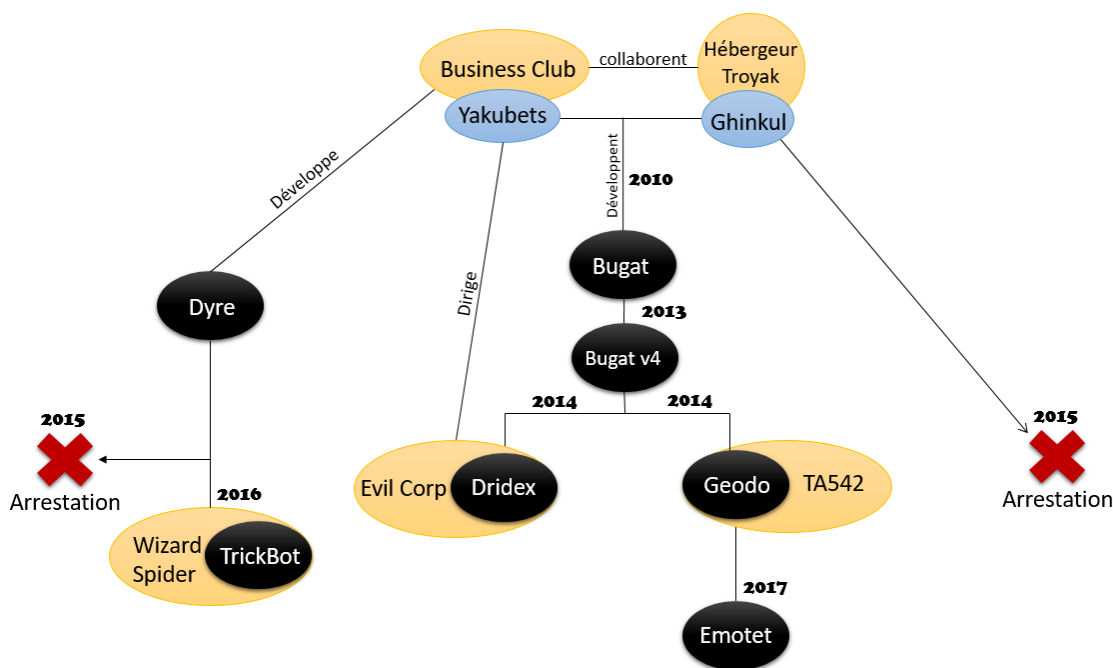 Business Club
collaborent
Hébergeur
Troyak
Yakubets
Ghinkul
Développe
Développent
2010
Bugat
Dirige
Dyre
2013
Bugat v4
2014
2014
2015
2015
Arrestation
Evil Corp
Dridex
Geodo
TA542
Arrestation
2016
Wizard
Spider
TrickBot
2017
Emotet